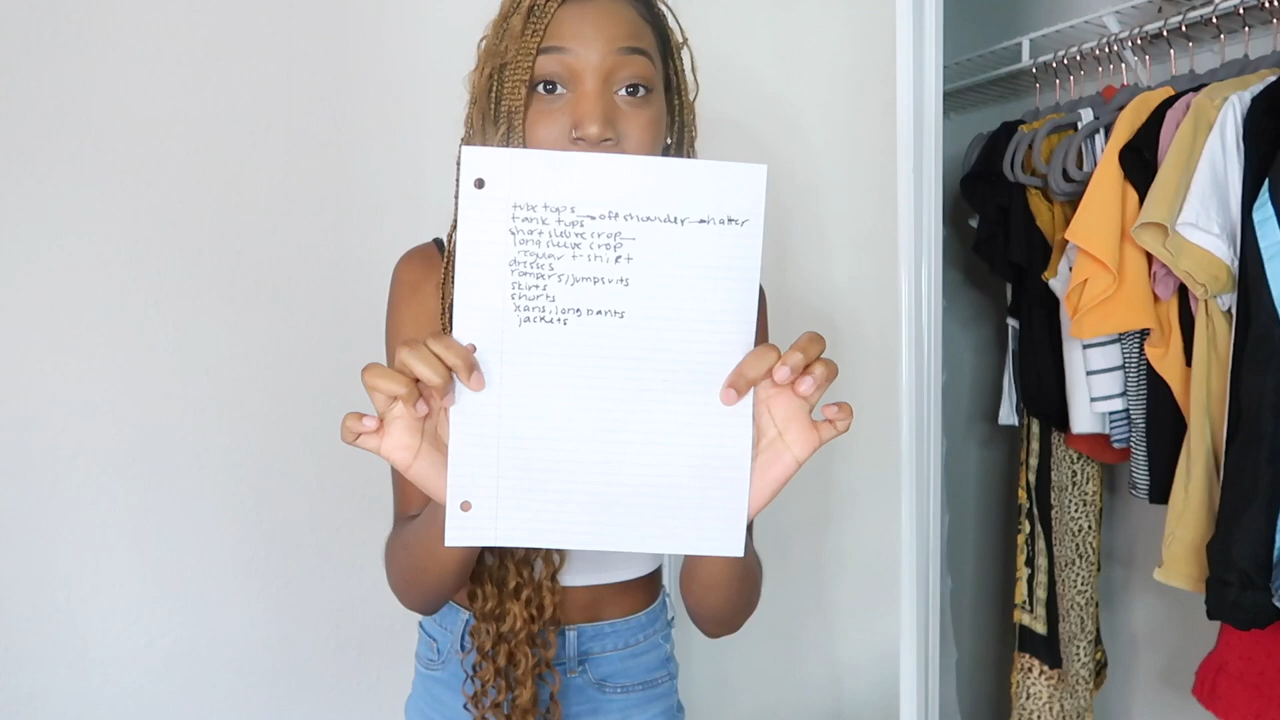 tube tops
tank tops → off shoulder → halter
short sleeve crop
long sleeve crop
regular t-shirt
dresses
rompers/jumpsuits
skirts
shorts
jeans, long pants
jackets